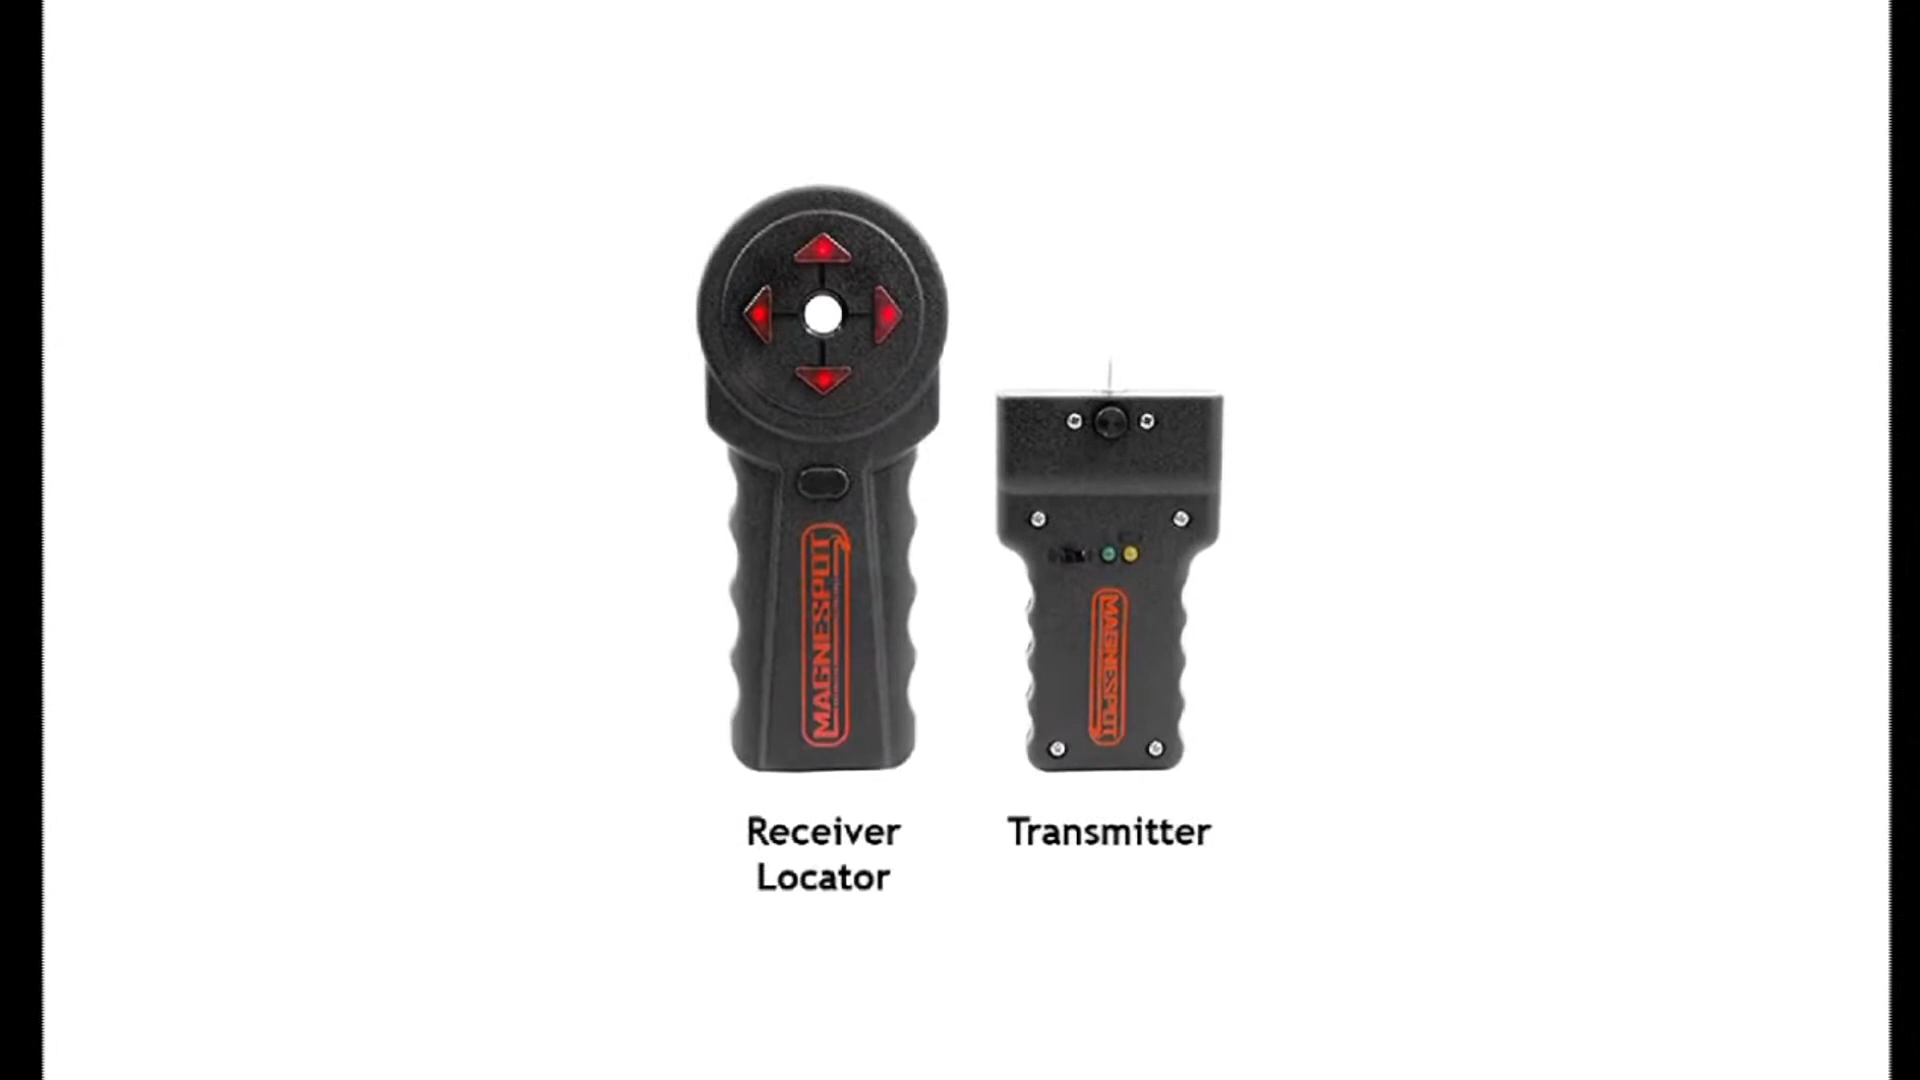 MAGNESPOT
MAGNESPOT
Receiver
Locator
Transmitter